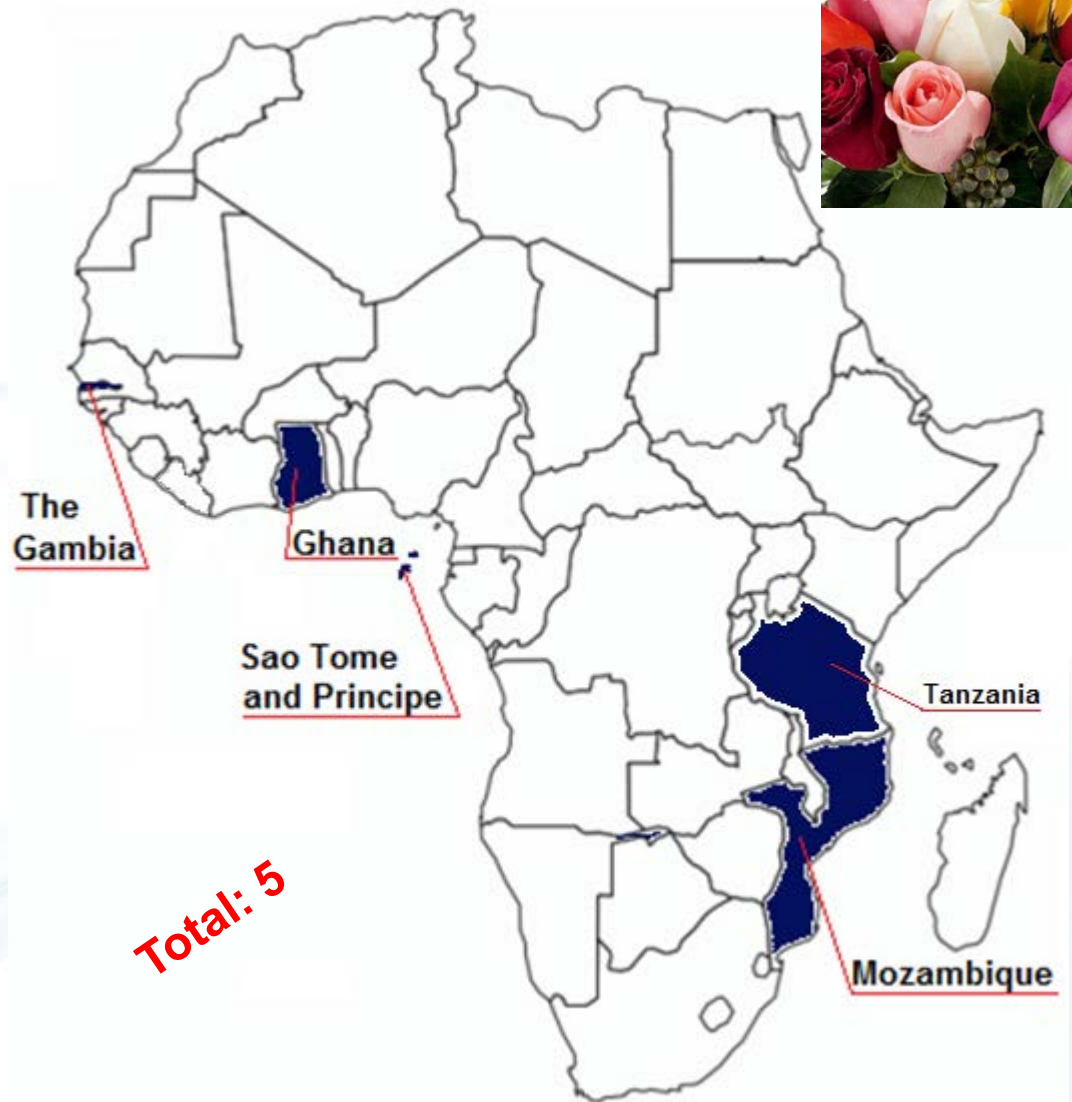 The
Gambia
Ghana
Sao Tome
and Principe
Tanzania
Total: 5
Mozambique